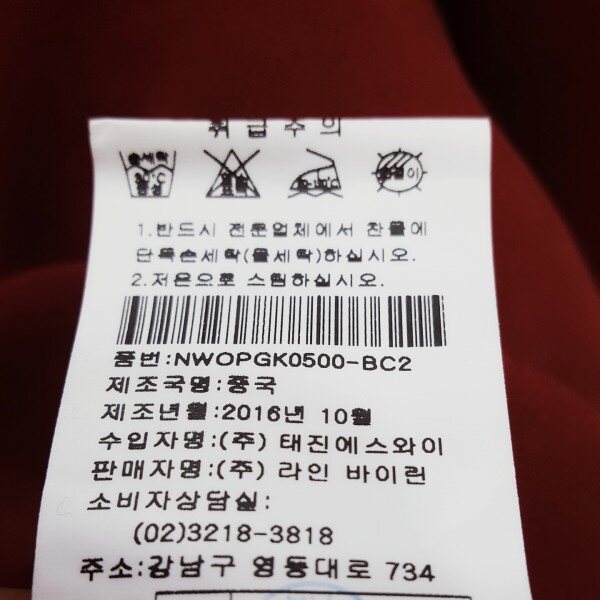 취급주의
1.반드시 전문업체에서 찬물에
단독손세탁(물세탁)하십시오.
2.저온으로 스팀하십시오.
품번:NWOPGK0500-BC2
제조국명:중국
제조년월:2016년 10월
수입자명:(주) 태진에스와이
판매자명:(주) 라인 바이린
소비자상담실:
(02)3218-3818
주소:강남구 영동대로 734